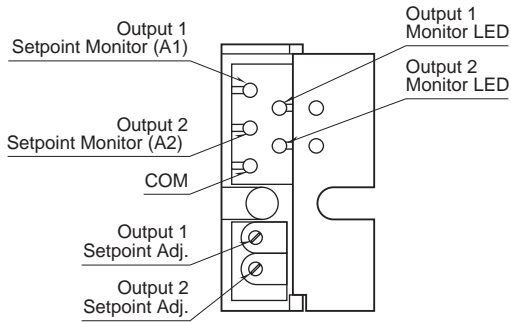 Output 1
Setpoint Monitor (A1)
Output 1
Monitor LED
Output 2
Monitor LED
Output 2
Setpoint Monitor (A2)
COM
Output 1
Setpoint Adj.
Output 2
Setpoint Adj.